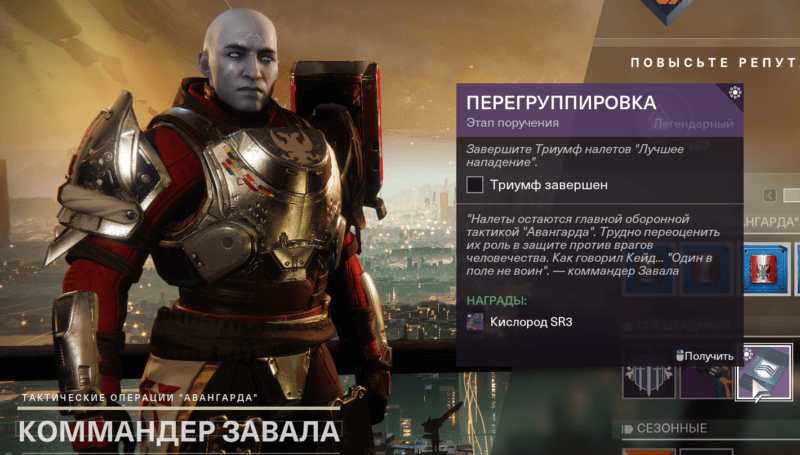 ПОВЫСЬТЕ РЕПУТ
ПЕРЕГРУППИРОВКА
Этап поручения
Легендарный
Завершите Триумф налетов "Лучшее
нападение".
Триумф завершен
"Налеты остаются главной оборонной
тактикой "Авангарда". Трудно переоценить
их роль в защите против врагов
человечества. Как говорил Кейд... "Один в
поле не воин". — коммандер Завала
НАГРАДЫ:
Кислород SR3
Получить
АВАНГАРДА"
СПЕЦЗАДАНИЯ
СЕЗОННЫЕ
ТАКТИЧЕСКИЕ ОПЕРАЦИИ "АВАНГАРДА"
КОММАНДЕР ЗАВАЛА